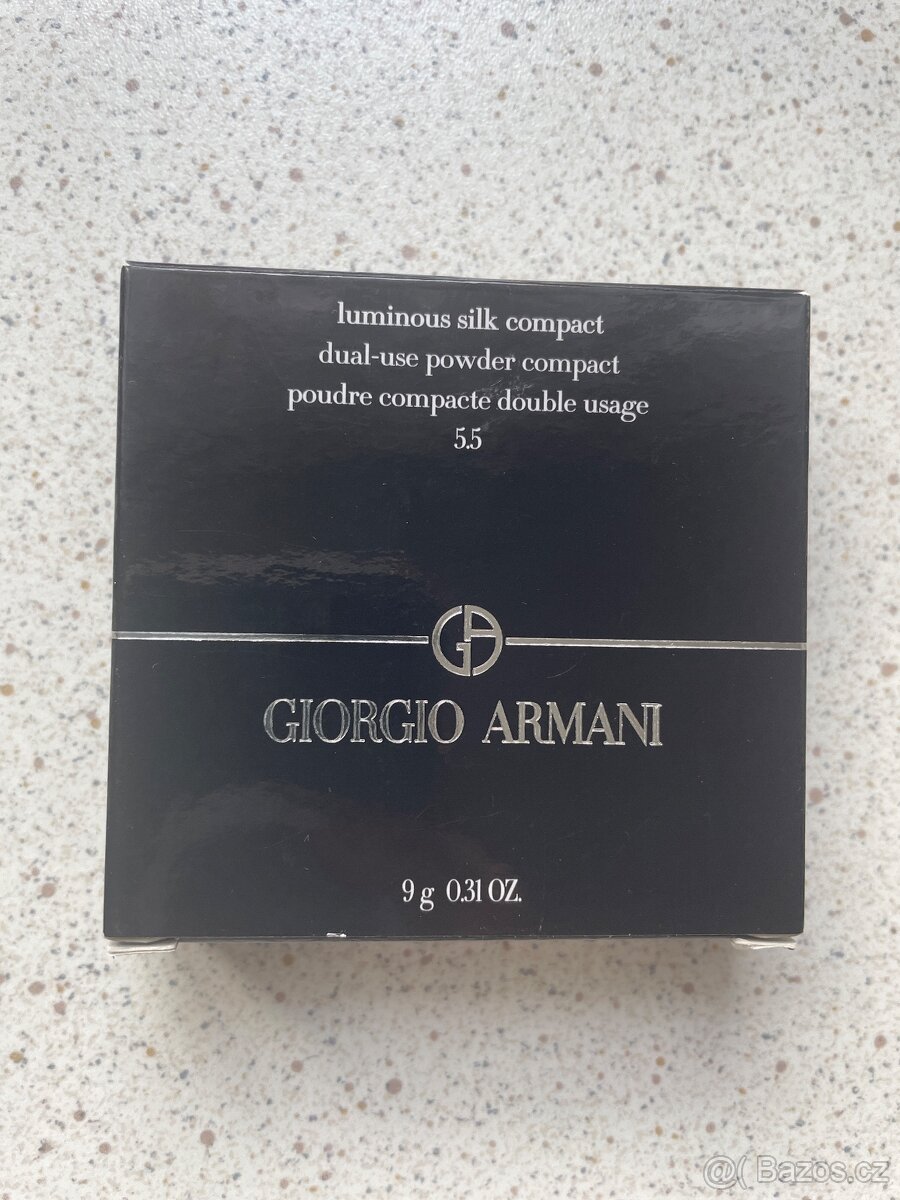 luminous silk compact
dual-use powder compact
poudre compacte double usage
5.5
GA
GIORGIO ARMANI
9 g 0.31 OZ.
@( Bazos.cz